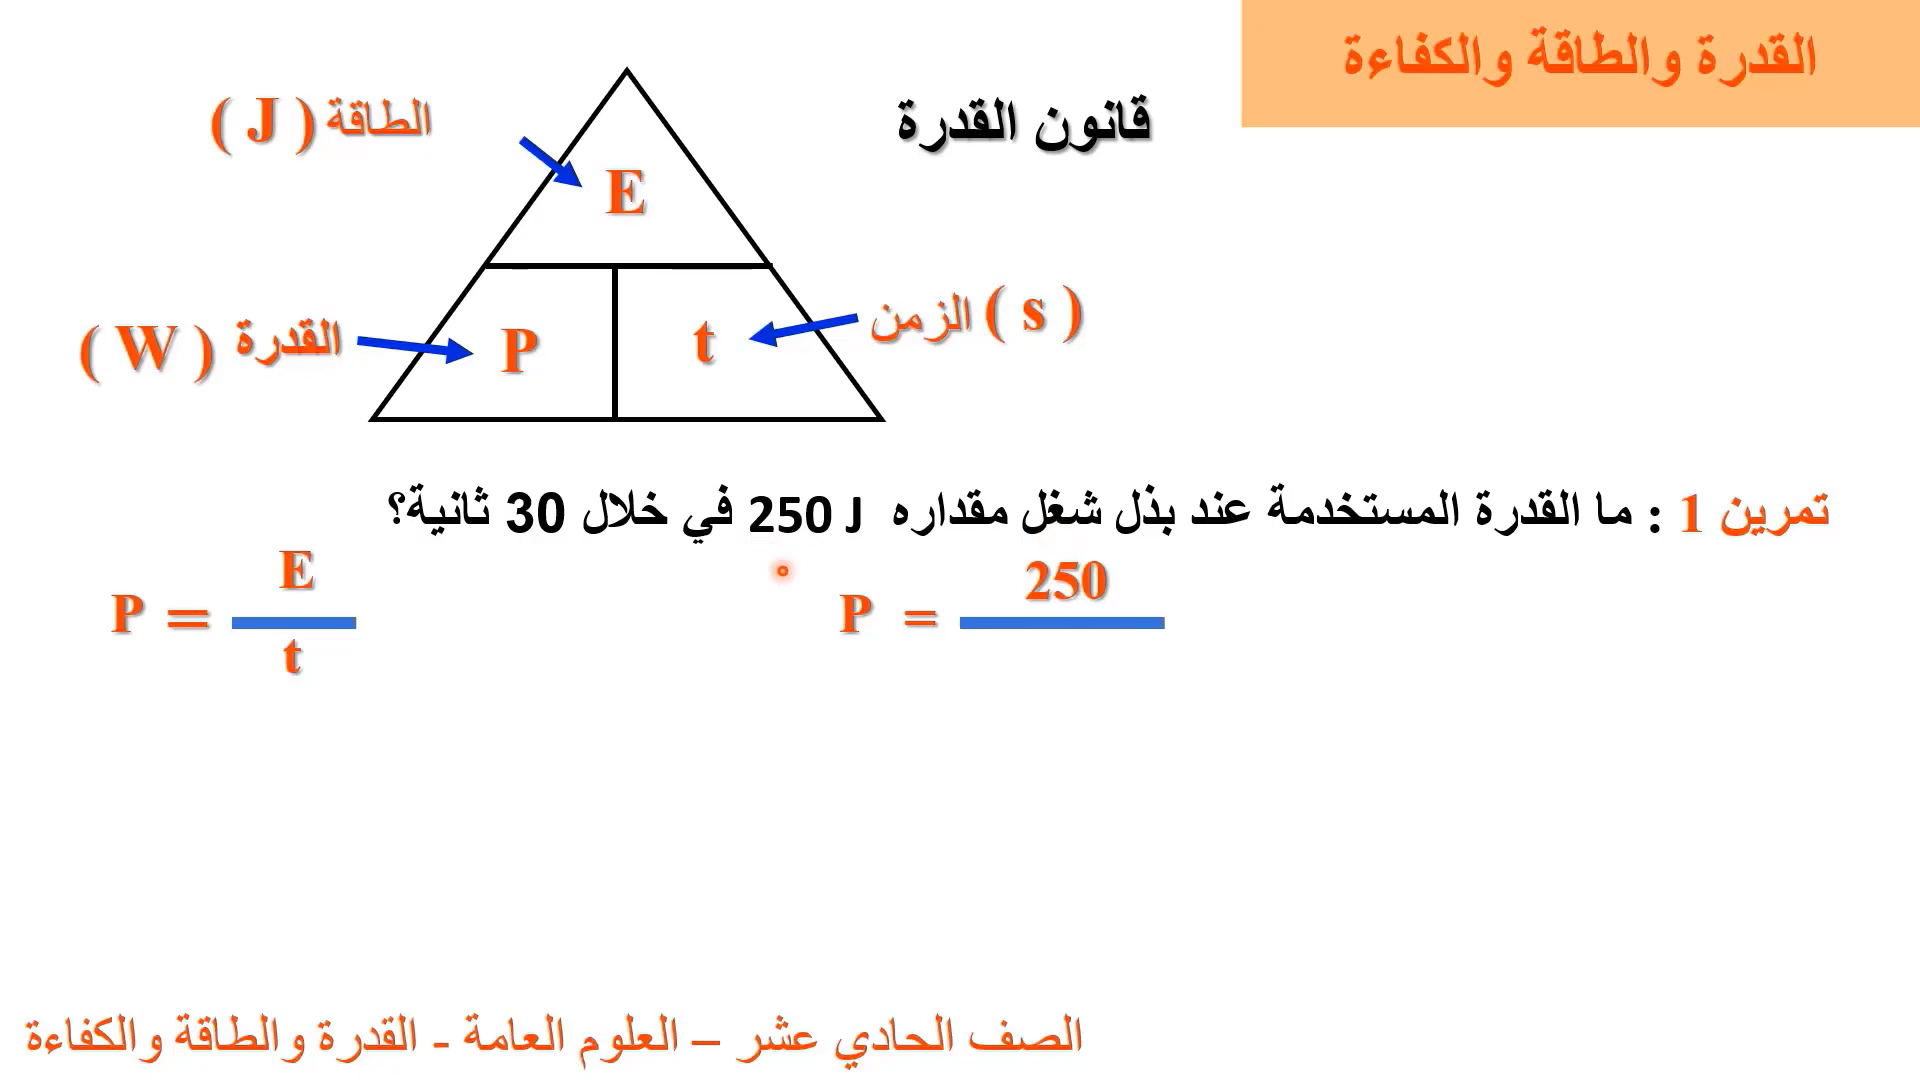 القدرة والطاقة والكفاءة
قانون القدرة
الطاقة ( J )
E
الزمن ( s )
القدرة ( W )
P
t
تمرين 1 : ما القدرة المستخدمة عند بذل شغل مقداره 250 J في خلال 30 ثانية؟
P = E
t
P = 250
الصف الحادي عشر – العلوم العامة - القدرة والطاقة والكفاءة